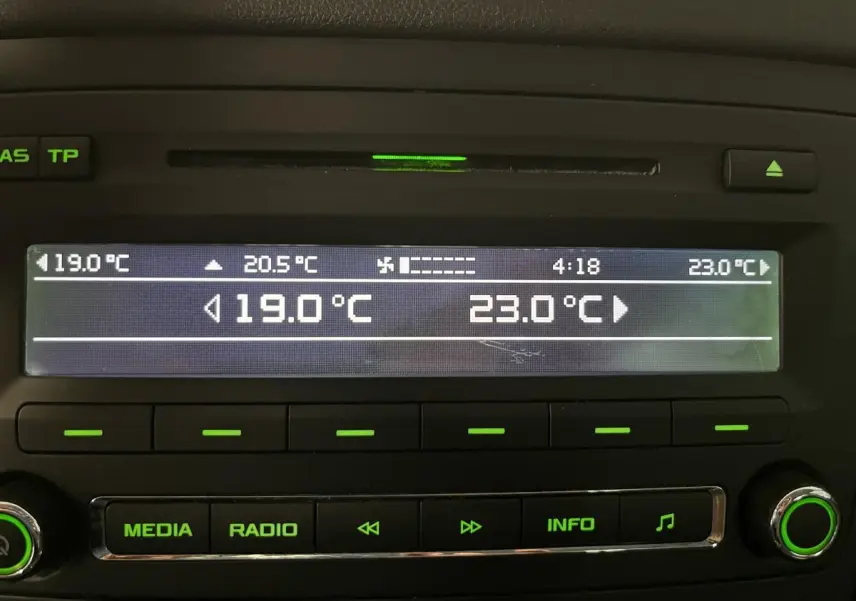 AS TP
19.0 °C 20.5 °C 4:18 23.0 °C
19.0 °C 23.0 °C
MEDIA RADIO INFO